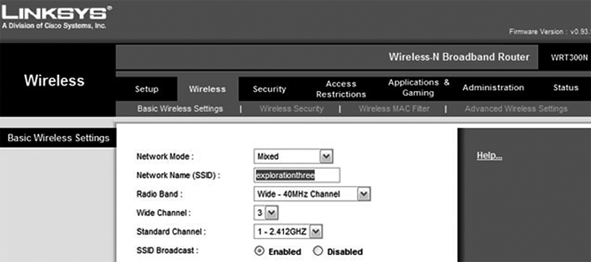 LINKSYS®
A Division of Cisco Systems, Inc.
Firmware Version : v0.93.
Wireless-N Broadband Router WRT300N
Wireless
Setup Wireless Security Access Restrictions Applications & Gaming Administration Status
Basic Wireless Settings | Wireless Security | Wireless MAC Filter | Advanced Wireless Settings
Basic Wireless Settings
Help...
Network Mode : Mixed
Network Name (SSID) : explorationthree
Radio Band : Wide - 40MHz Channel
Wide Channel : 3
Standard Channel : 1 - 2.412GHZ
SSID Broadcast : Enabled Disabled